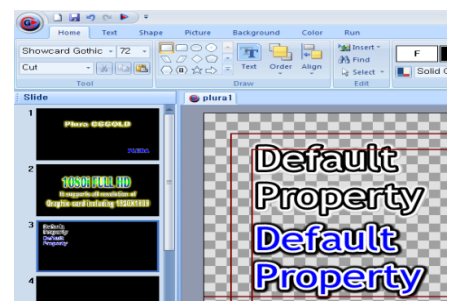 Home Text Shape Picture Background Color Run
Showcard Gothic 72
Cut
Text Order Align
Insert
Find
Select
F
Solid
Tool Draw Edit
Slide
plura1
1
Plura CGGOLD
PLURA
2
1080i FULL HD
It supports all resolution of
Graphic card including 1920X1080
3
Default
Property
Default
Property
4
Default
Property
Default
Property